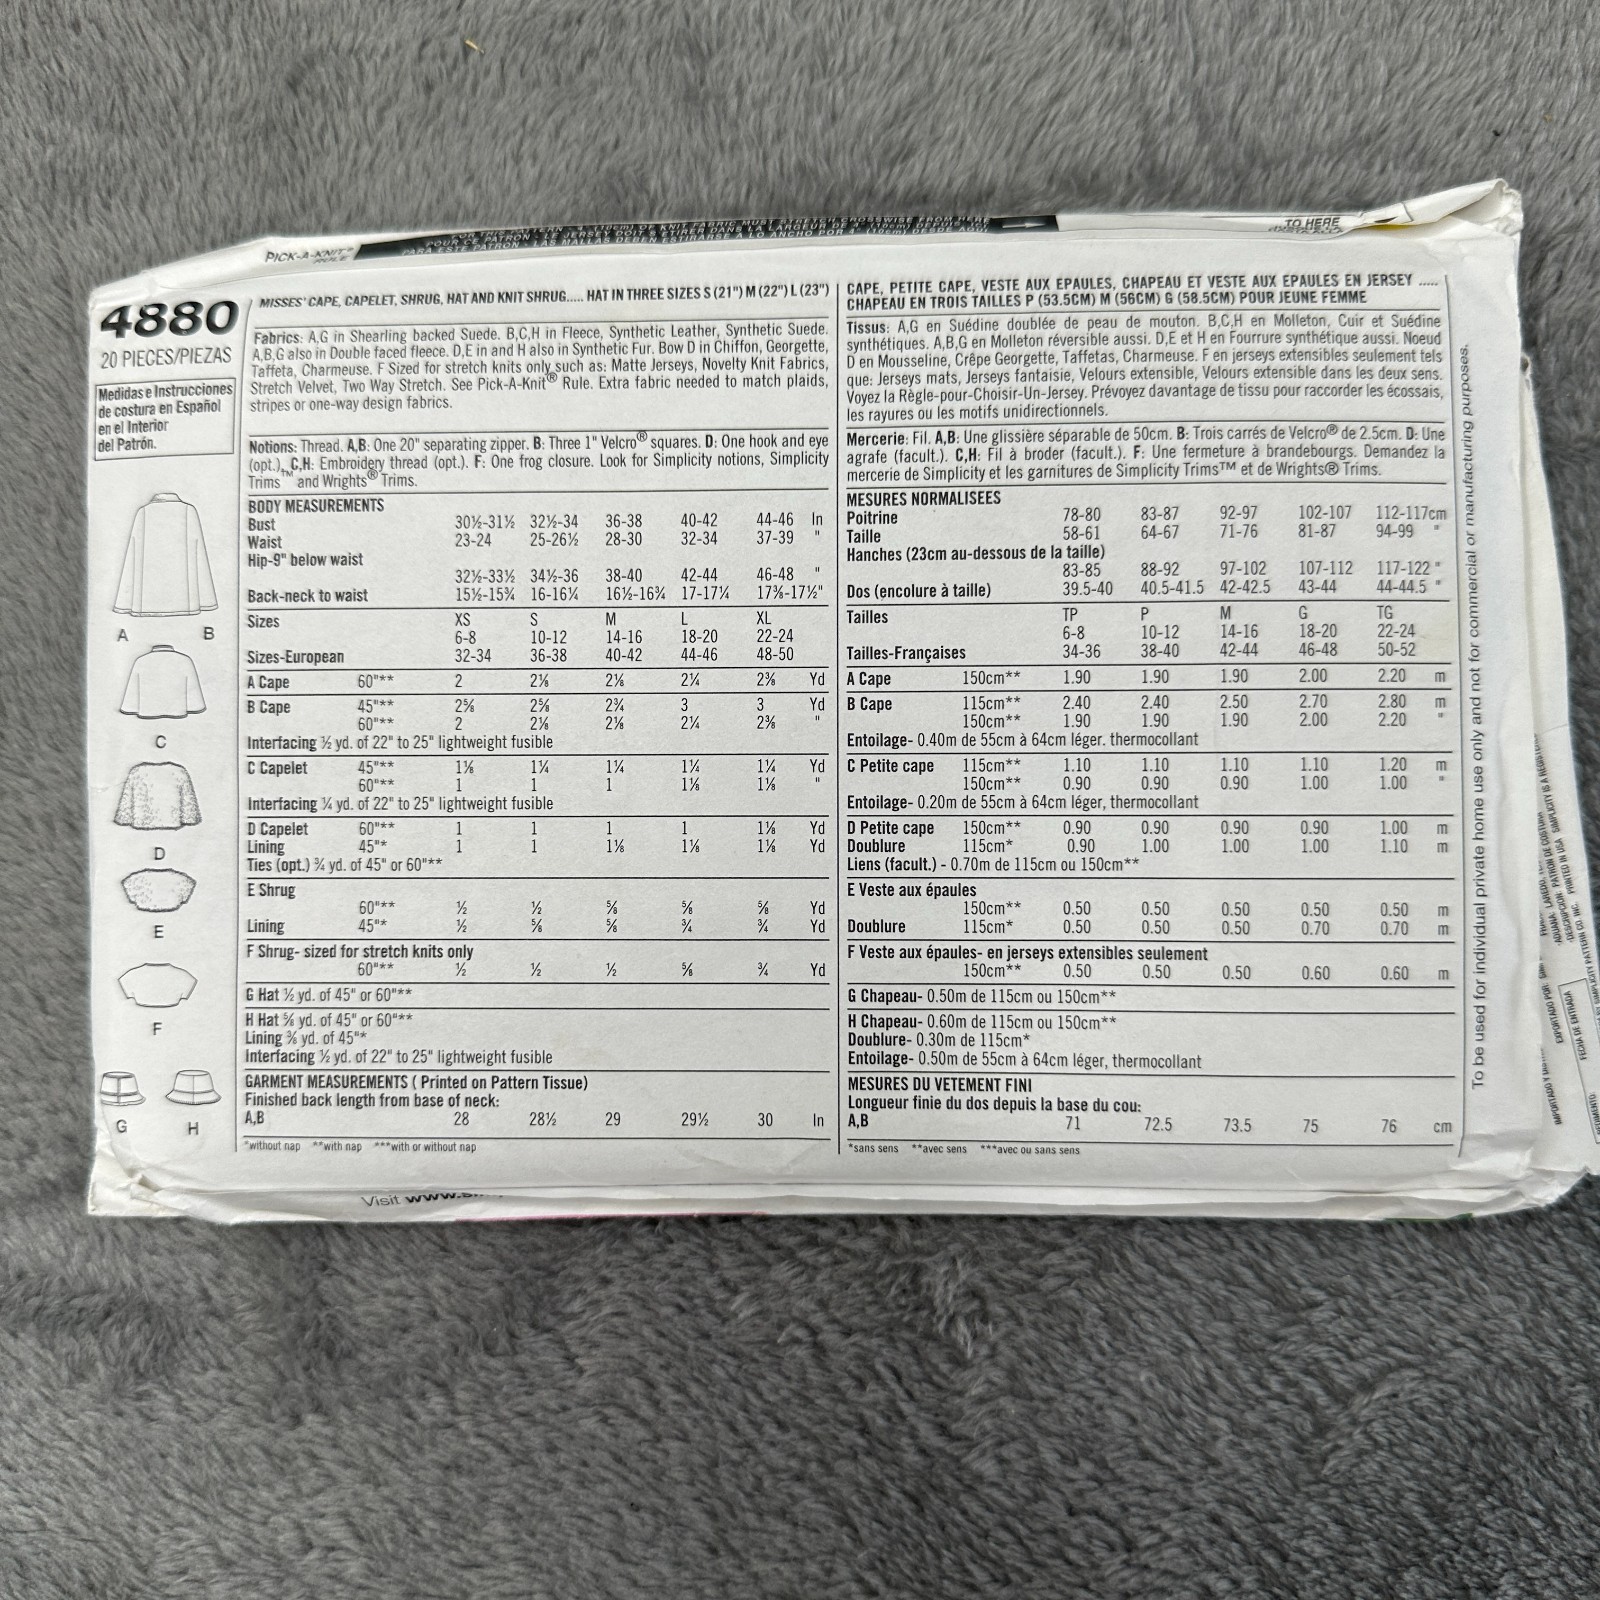 PICK-A-KNIT® RULE
POUR CE PATRON - LE JERSEY DOIT S'ETIRER DANS LA LARGEUR DE 4" (10cm) DESDE AQUI
PARA ESTE PATRON - LAS MALLAS DEBEN ESTIRARSE A LO ANCHO POR 4" (10cm) DESDE AQUI
TO HERE
4880
20 PIECES/PIEZAS
Medidas e Instrucciones
de costura en Español
en el Interior
del Patrón.
A
B
C
D
E
F
G
H
MISSES' CAPE, CAPELET, SHRUG, HAT AND KNIT SHRUG..... HAT IN THREE SIZES S (21") M (22") L (23")
Fabrics: A,G in Shearling backed Suede. B,C,H in Fleece, Synthetic Leather, Synthetic Suede.
A,B,G also in Double faced fleece. D,E in and H also in Synthetic Fur. Bow D in Chiffon, Georgette,
Taffeta, Charmeuse. F Sized for stretch knits only such as: Matte Jerseys, Novelty Knit Fabrics,
Stretch Velvet, Two Way Stretch. See Pick-A-Knit® Rule. Extra fabric needed to match plaids,
stripes or one-way design fabrics.
Notions: Thread. A,B: One 20" separating zipper. B: Three 1" Velcro® squares. D: One hook and eye
(opt.). C,H: Embroidery thread (opt.). F: One frog closure. Look for Simplicity notions, Simplicity
Trims™ and Wrights® Trims.
BODY MEASUREMENTS
Bust 30½-31½ 32½-34 36-38 40-42 44-46 In
Waist 23-24 25-26½ 28-30 32-34 37-39 "
Hip-9" below waist
32½-33½ 34½-36 38-40 42-44 46-48 "
Back-neck to waist 15½-15¾ 16-16¼ 16½-16¾ 17-17¼ 17⅜-17½"
Sizes XS S M L XL
6-8 10-12 14-16 18-20 22-24
Sizes-European 32-34 36-38 40-42 44-46 48-50
A Cape 60"** 2 2⅛ 2⅛ 2¼ 2⅜ Yd
B Cape 45"** 2⅝ 2⅝ 2¾ 3 3 Yd
60"** 2 2⅛ 2⅛ 2¼ 2⅜ "
Interfacing ½ yd. of 22" to 25" lightweight fusible
C Capelet 45"** 1⅛ 1¼ 1¼ 1¼ 1¼ Yd
60"** 1 1 1 1⅛ 1⅛ "
Interfacing ¼ yd. of 22" to 25" lightweight fusible
D Capelet 60"** 1 1 1 1 1⅛ Yd
Lining 45"* 1 1 1⅛ 1⅛ 1⅛ Yd
Ties (opt.) ¾ yd. of 45" or 60"**
E Shrug
60"** ½ ½ ⅝ ⅝ ⅝ Yd
Lining 45"* ½ ⅝ ⅝ ¾ ¾ Yd
F Shrug- sized for stretch knits only
60"** ½ ½ ½ ⅝ ¾ Yd
G Hat ½ yd. of 45" or 60"**
H Hat ⅝ yd. of 45" or 60"**
Lining ⅜ yd. of 45"*
Interfacing ½ yd. of 22" to 25" lightweight fusible
GARMENT MEASUREMENTS ( Printed on Pattern Tissue)
Finished back length from base of neck:
A,B 28 28½ 29 29½ 30 In
*without nap **with nap ***with or without nap
Visit www.
CAPE, PETITE CAPE, VESTE AUX EPAULES, CHAPEAU ET VESTE AUX EPAULES EN JERSEY .....
CHAPEAU EN TROIS TAILLES P (53.5CM) M (56CM) G (58.5CM) POUR JEUNE FEMME
Tissus: A,G en Suédine doublée de peau de mouton. B,C,H en Molleton, Cuir et Suédine
synthétiques. A,B,G en Molleton réversible aussi. D,E et H en Fourrure synthétique aussi. Noeud
D en Mousseline, Crêpe Georgette, Taffetas, Charmeuse. F en jerseys extensibles seulement tels
que: Jerseys mats, Jerseys fantaisie, Velours extensible, Velours extensible dans les deux sens.
Voyez la Règle-pour-Choisir-Un-Jersey. Prévoyez davantage de tissu pour raccorder les écossais,
les rayures ou les motifs unidirectionnels.
Mercerie: Fil. A,B: Une glissière séparable de 50cm. B: Trois carrés de Velcro® de 2.5cm. D: Une
agrafe (facult.). C,H: Fil à broder (facult.). F: Une fermeture à brandebourgs. Demandez la
mercerie de Simplicity et les garnitures de Simplicity Trims™ et de Wrights® Trims.
MESURES NORMALISEES
Poitrine 78-80 83-87 92-97 102-107 112-117cm
Taille 58-61 64-67 71-76 81-87 94-99 "
Hanches (23cm au-dessous de la taille)
83-85 88-92 97-102 107-112 117-122 "
Dos (encolure à taille) 39.5-40 40.5-41.5 42-42.5 43-44 44-44.5 "
Tailles TP P M G TG
6-8 10-12 14-16 18-20 22-24
Tailles-Françaises 34-36 38-40 42-44 46-48 50-52
A Cape 150cm** 1.90 1.90 1.90 2.00 2.20 m
B Cape 115cm** 2.40 2.40 2.50 2.70 2.80 m
150cm** 1.90 1.90 1.90 2.00 2.20 "
Entoilage- 0.40m de 55cm à 64cm léger. thermocollant
C Petite cape 115cm** 1.10 1.10 1.10 1.10 1.20 m
150cm** 0.90 0.90 0.90 1.00 1.00 "
Entoilage- 0.20m de 55cm à 64cm léger, thermocollant
D Petite cape 150cm** 0.90 0.90 0.90 0.90 1.00 m
Doublure 115cm* 0.90 1.00 1.00 1.00 1.10 m
Liens (facult.) - 0.70m de 115cm ou 150cm**
E Veste aux épaules
150cm** 0.50 0.50 0.50 0.50 0.50 m
Doublure 115cm* 0.50 0.50 0.50 0.70 0.70 m
F Veste aux épaules- en jerseys extensibles seulement
150cm** 0.50 0.50 0.50 0.60 0.60 m
G Chapeau- 0.50m de 115cm ou 150cm**
H Chapeau- 0.60m de 115cm ou 150cm**
Doublure- 0.30m de 115cm*
Entoilage- 0.50m de 55cm à 64cm léger, thermocollant
MESURES DU VETEMENT FINI
Longueur finie du dos depuis la base du cou:
A,B 71 72.5 73.5 75 76 cm
*sans sens **avec sens ***avec ou sans sens
To be used for individual private home use only and not for commercial or manufacturing purposes.
DESCRIPCION: PATRON DE COSTURA
PRINTED IN USA SIMPLICITY IS A
EXPORTADO POR:
FECHA DE ENTRADA